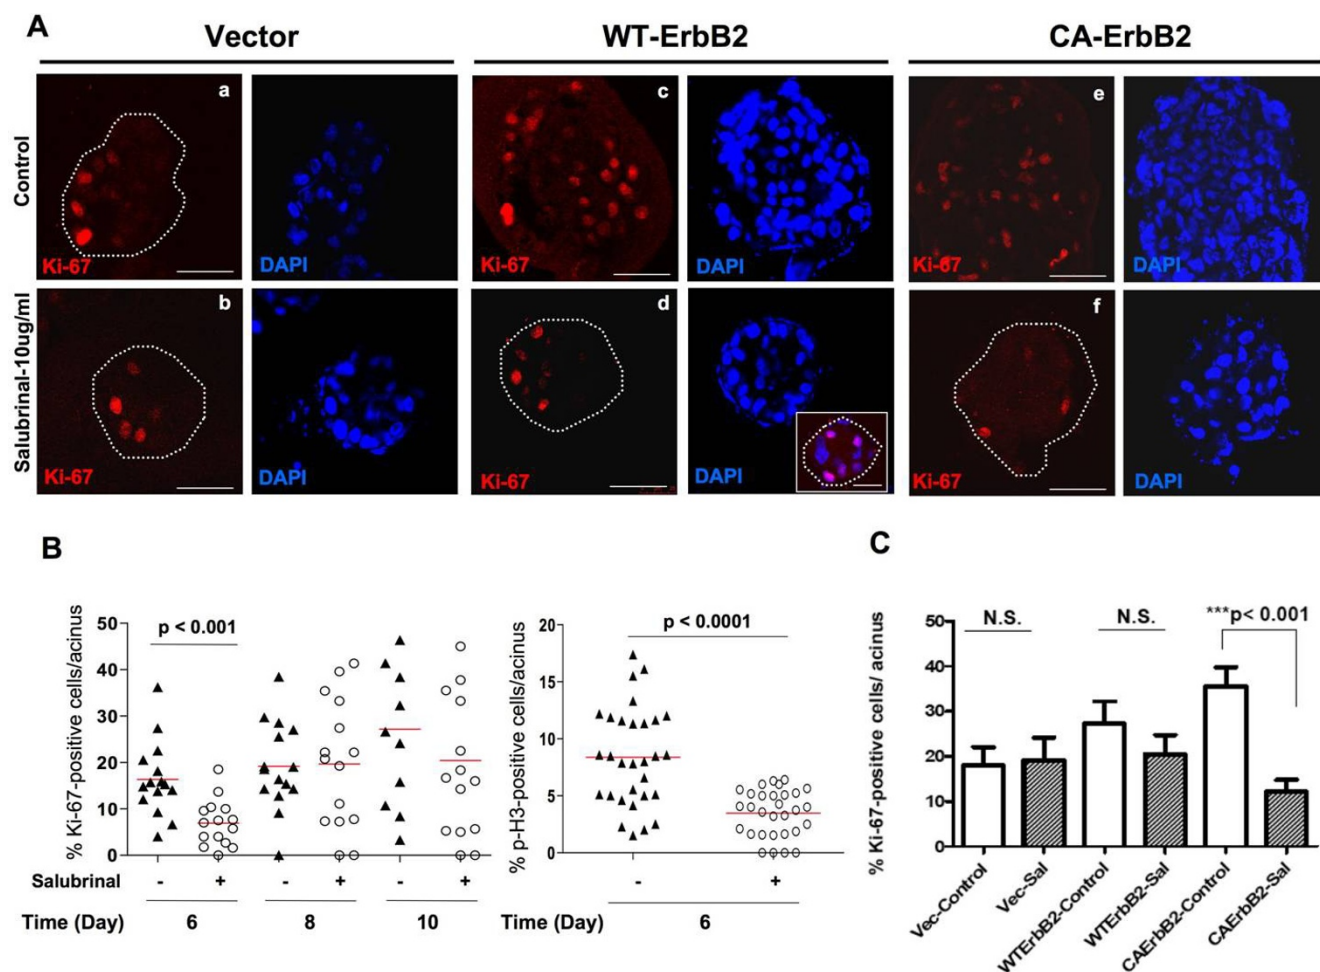 A
Vector WT-ErbB2 CA-ErbB2
Control
a c e
Ki-67 DAPI Ki-67 DAPI Ki-67 DAPI
Salubrinal-10ug/ml
b d f
Ki-67 DAPI Ki-67 DAPI Ki-67 DAPI
B
% Ki-67-positive cells/acinus
50
40
30
20
10
0
p < 0.001
Salubrinal - + - + - +
Time (Day) 6 8 10
% p-H3-positive cells/acinus
20
15
10
5
0
p < 0.0001
- +
6
C
% Ki-67-positive cells/ acinus
50
40
30
20
10
0
N.S. N.S. ***p< 0.001
Vec-Control
Vec-Sal
WTErbB2-Control
WTErbB2-Sal
CAErbB2-Control
CAErbB2-Sal